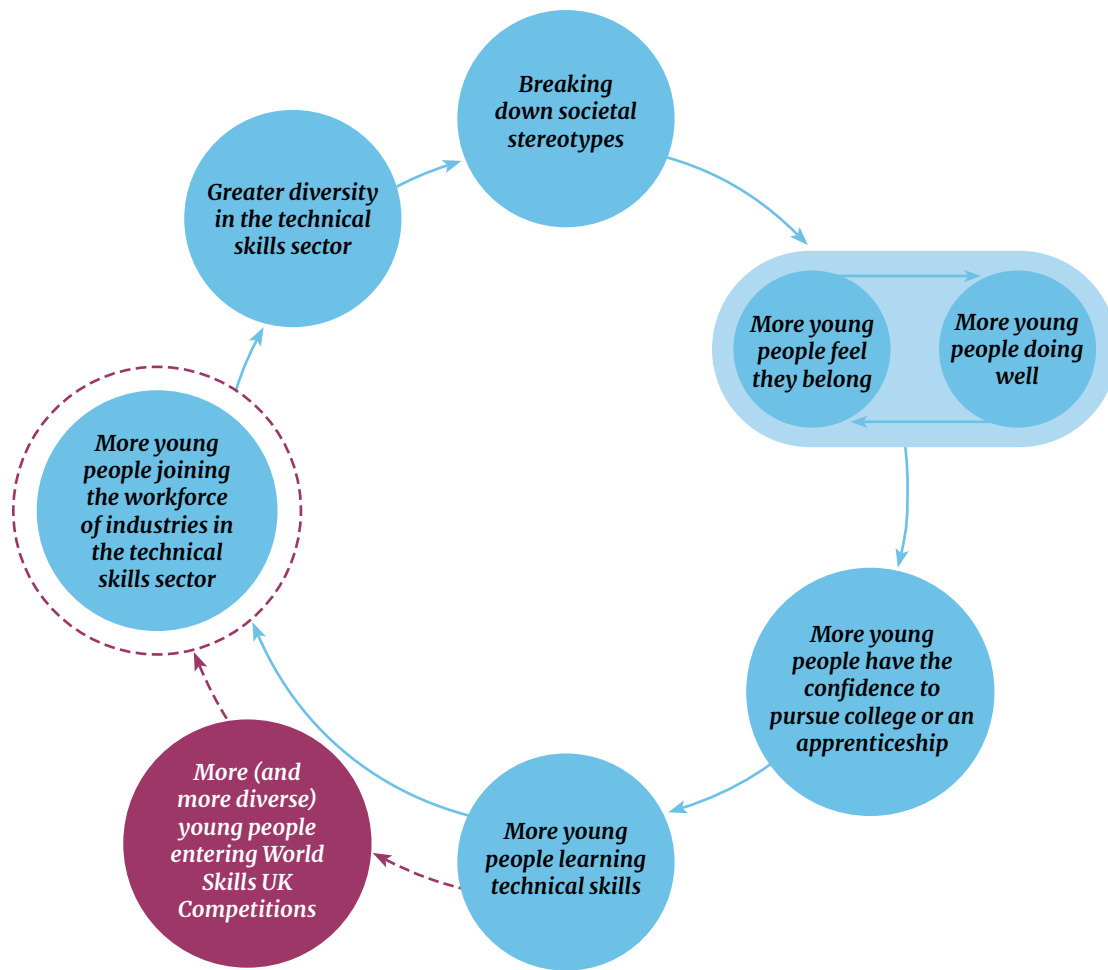 Breaking
down societal
stereotypes
Greater diversity
in the technical
skills sector
More young
people feel
they belong
More young
people doing
well
More young
people joining
the workforce
of industries in
the technical
skills sector
More young
people have the
confidence to
pursue college or an
apprenticeship
More (and
more diverse)
young people
entering World
Skills UK
Competitions
More young
people learning
technical skills